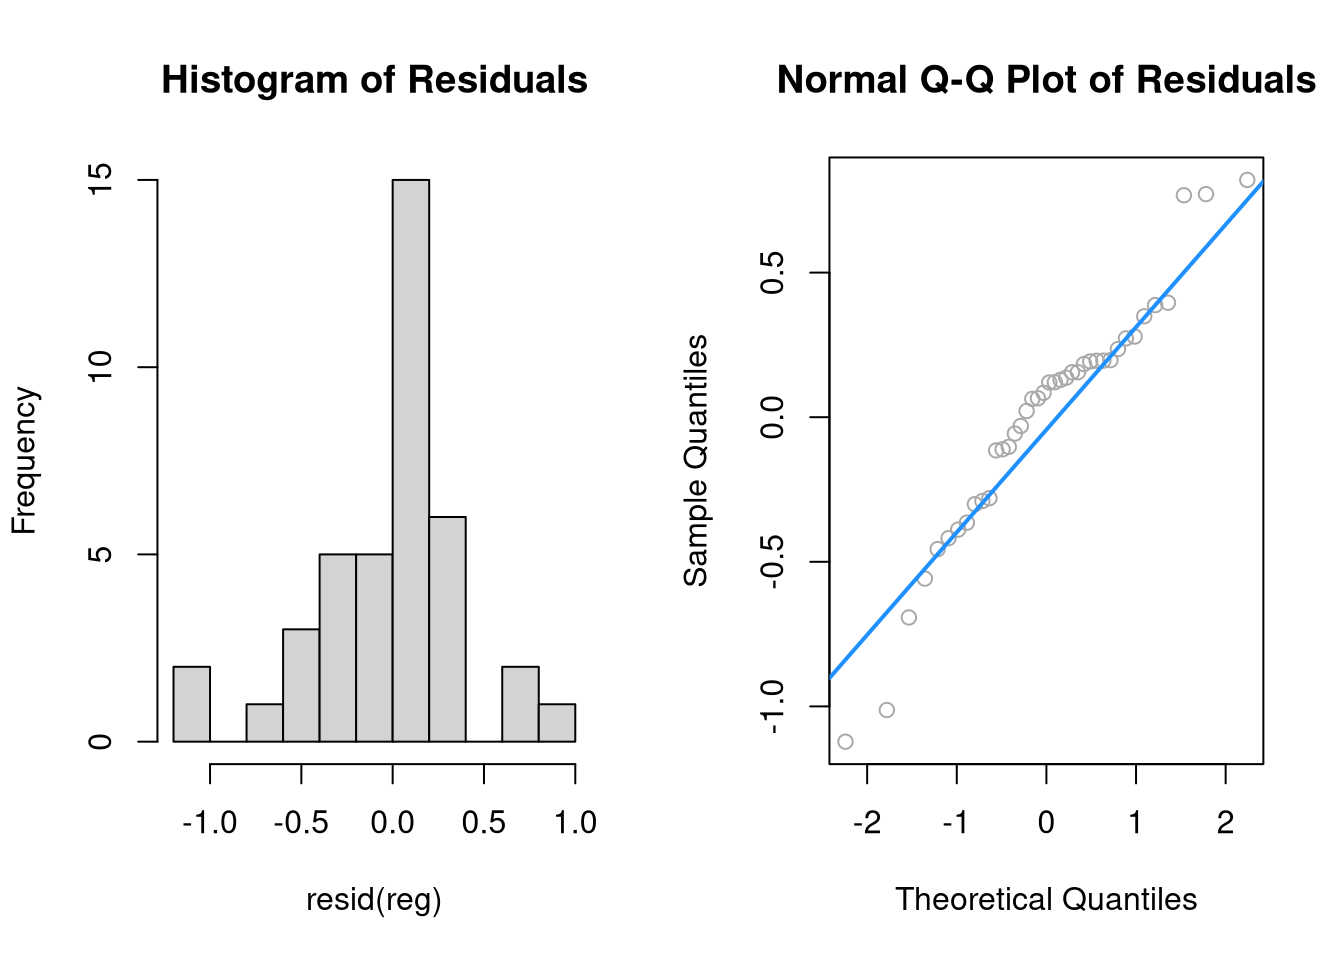 Histogram of Residuals
Frequency
15
10
5
0
-1.0 -0.5 0.0 0.5 1.0
resid(reg)
Normal Q-Q Plot of Residuals
Sample Quantiles
0.5
0.0
-0.5
-1.0
-2 -1 0 1 2
Theoretical Quantiles